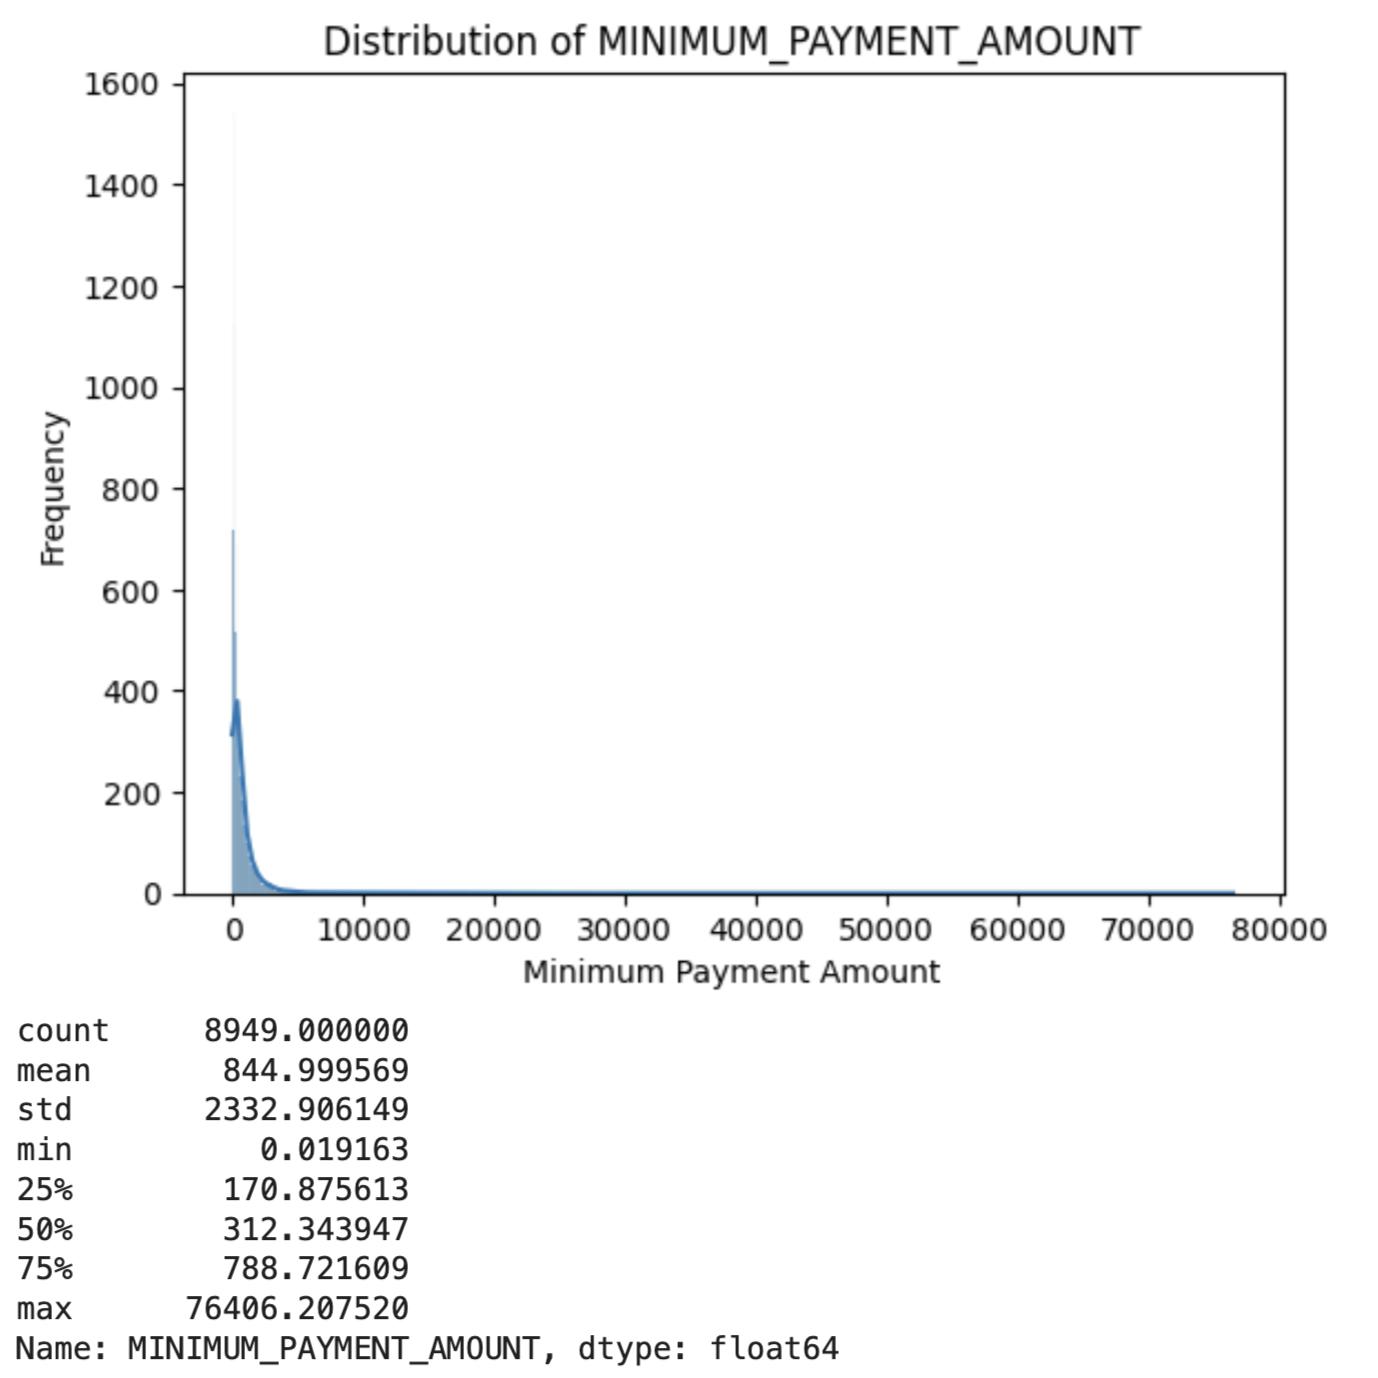 Distribution of MINIMUM_PAYMENT_AMOUNT
1600
1400
1200
1000
800
600
400
200
0
Frequency
0 10000 20000 30000 40000 50000 60000 70000 80000
Minimum Payment Amount
count 8949.000000
mean 844.999569
std 2332.906149
min 0.019163
25% 170.875613
50% 312.343947
75% 788.721609
max 76406.207520
Name: MINIMUM_PAYMENT_AMOUNT, dtype: float64